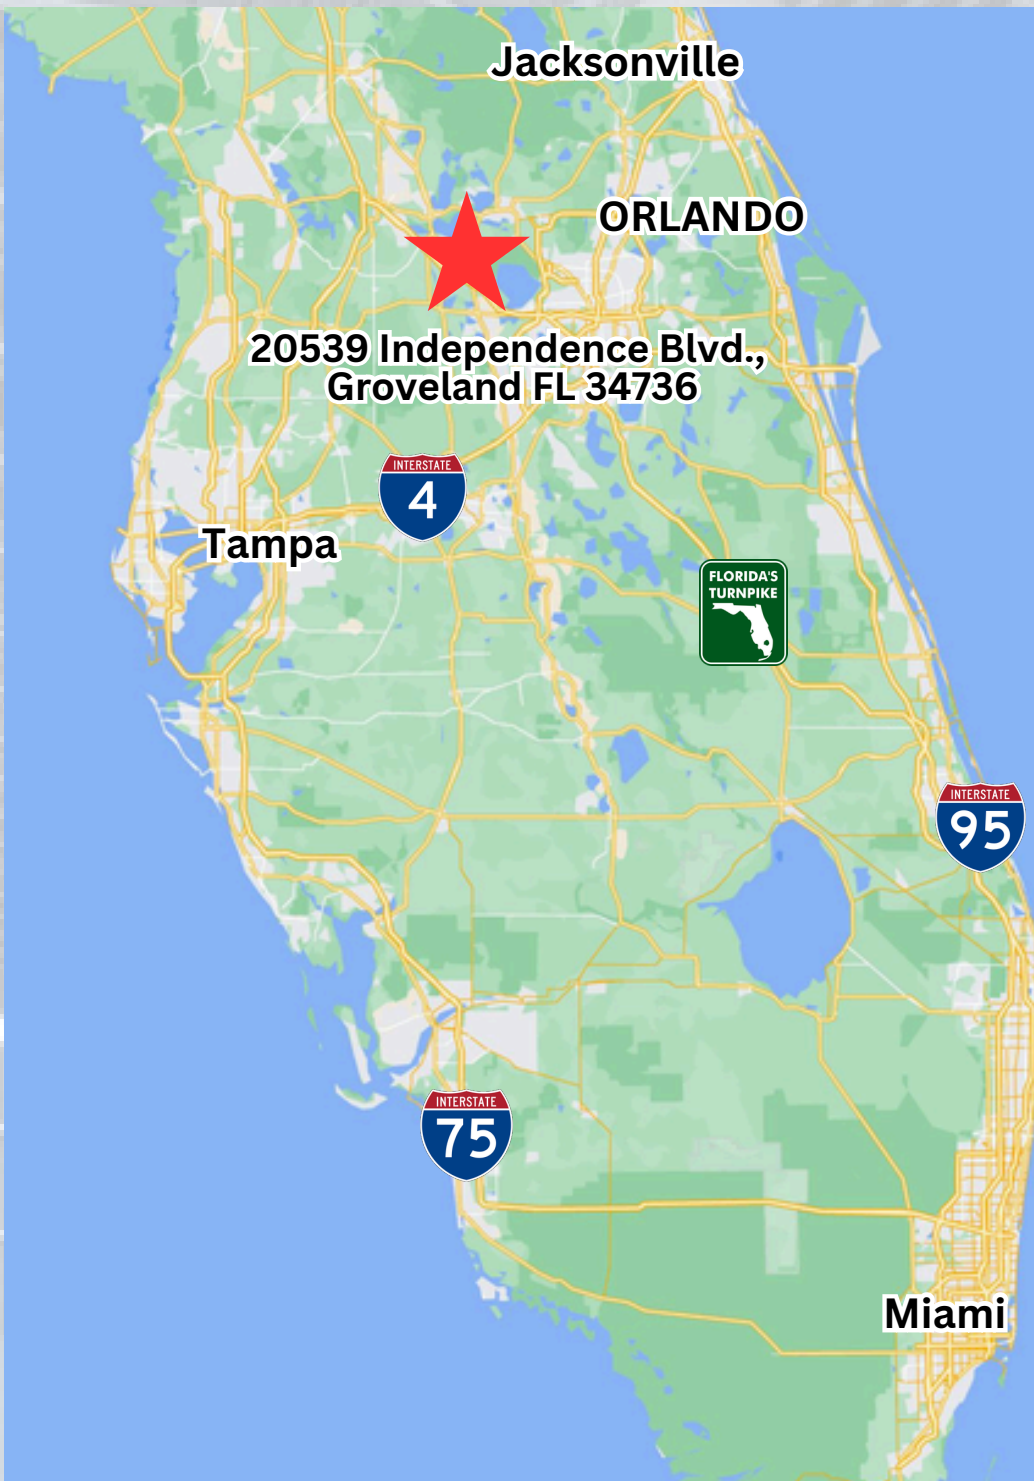 Jacksonville
ORLANDO
20539 Independence Blvd.,
Groveland FL 34736
INTERSTATE
4
Tampa
FLORIDA'S
TURNPIKE
INTERSTATE
95
INTERSTATE
75
Miami